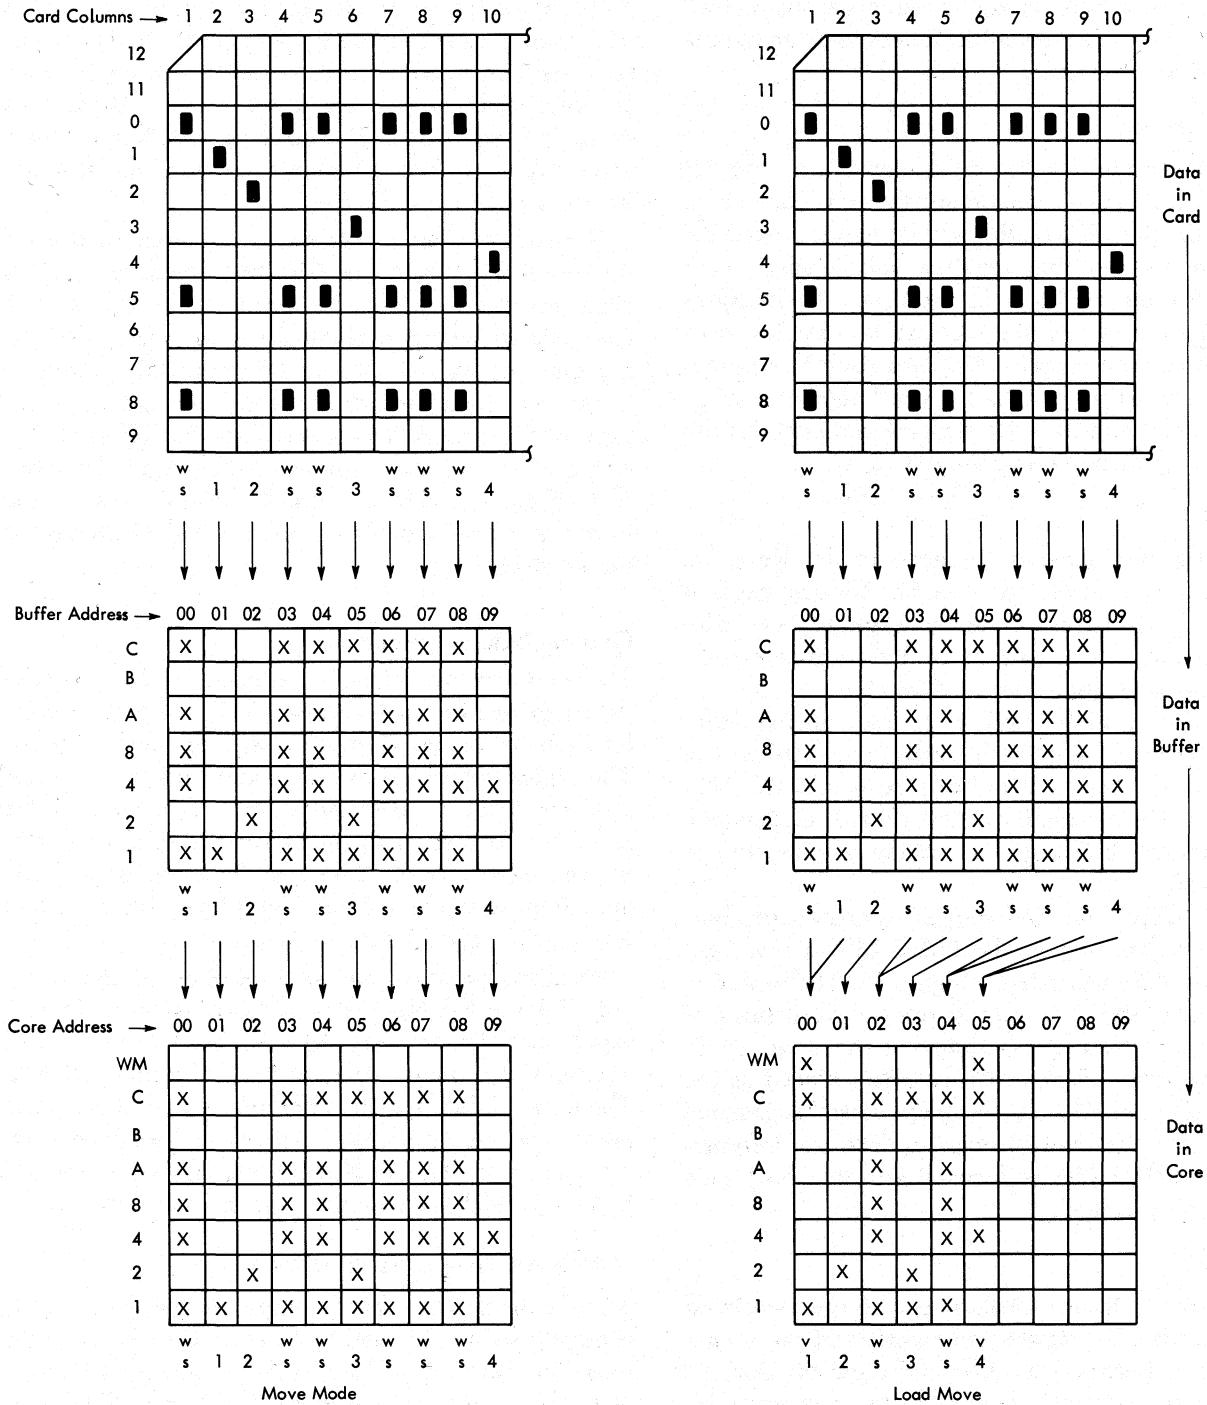 Card Columns → 1 2 3 4 5 6 7 8 9 10
12
11
0
1
2
3
4
5
6
7
8
9
w w w w w w
s 1 2 s s 3 s s s 4
Buffer Address → 00 01 02 03 04 05 06 07 08 09
C X X X X X X X
B
A X X X X X X
8 X X X X X X
4 X X X X X X X
2 X X
1 X X X X X X X X
w w w w w w
s 1 2 s s 3 s s s 4
Core Address → 00 01 02 03 04 05 06 07 08 09
WM
C X X X X X X X
B
A X X X X X X
8 X X X X X X
4 X X X X X X X
2 X X
1 X X X X X X X X
w w w w w w
s 1 2 s s 3 s s s 4
Move Mode
1 2 3 4 5 6 7 8 9 10
12
11
0
1
2
3
4
5
6
7
8
9
w w w w w w
s 1 2 s s 3 s s s 4
00 01 02 03 04 05 06 07 08 09
C X X X X X X X
B
A X X X X X X
8 X X X X X X
4 X X X X X X X
2 X X
1 X X X X X X X X
w w w w w w
s 1 2 s s 3 s s s 4
00 01 02 03 04 05 06 07 08 09
WM X X
C X X X X X
B
A X X
8 X X
4 X X X
2 X X
1 X X X X
v w w v
1 2 s 3 s 4
Load Move
Data
in
Card
Data
in
Buffer
Data
in
Core